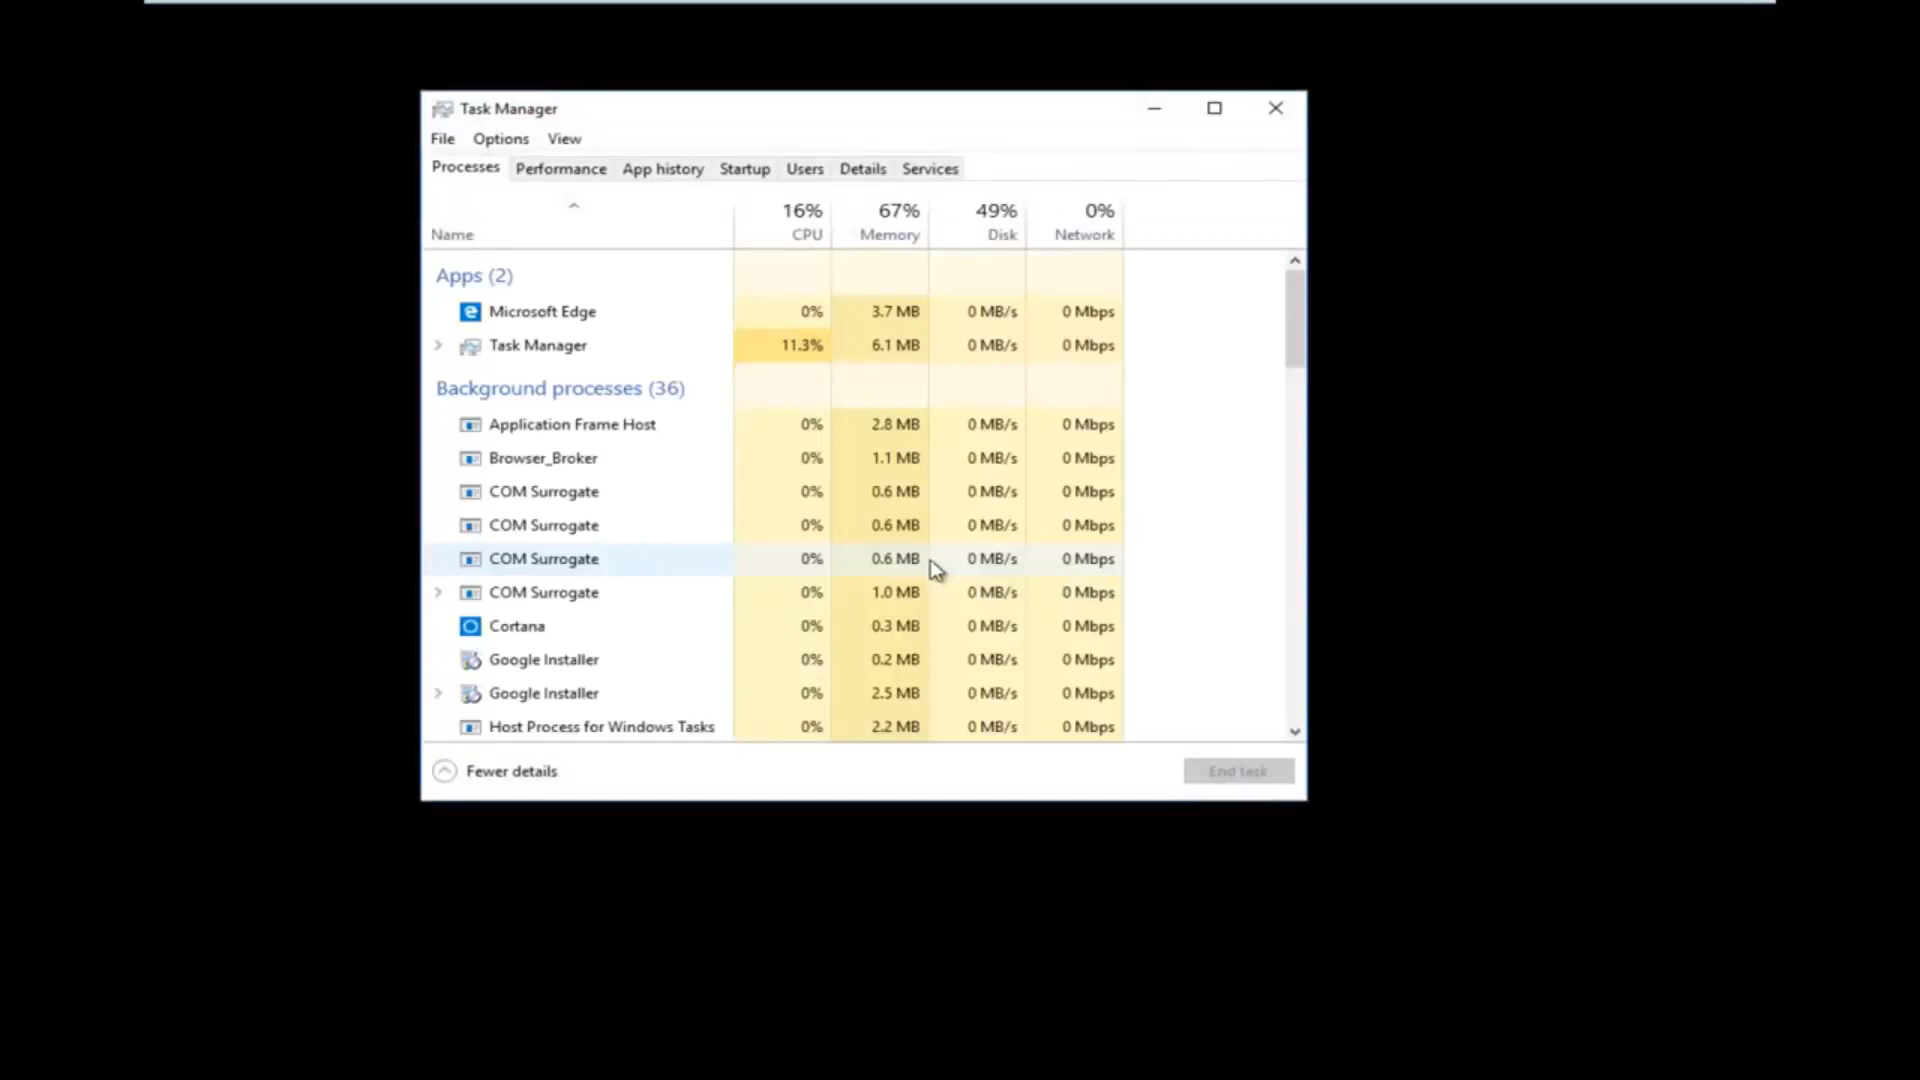 Task Manager
File Options View
Processes Performance App history Startup Users Details Services
16% 67% 49% 0%
Name CPU Memory Disk Network
Apps (2)
Microsoft Edge 0% 3.7 MB 0 MB/s 0 Mbps
Task Manager 11.3% 6.1 MB 0 MB/s 0 Mbps
Background processes (36)
Application Frame Host 0% 2.8 MB 0 MB/s 0 Mbps
Browser_Broker 0% 1.1 MB 0 MB/s 0 Mbps
COM Surrogate 0% 0.6 MB 0 MB/s 0 Mbps
COM Surrogate 0% 0.6 MB 0 MB/s 0 Mbps
COM Surrogate 0% 0.6 MB 0 MB/s 0 Mbps
COM Surrogate 0% 1.0 MB 0 MB/s 0 Mbps
Cortana 0% 0.3 MB 0 MB/s 0 Mbps
Google Installer 0% 0.2 MB 0 MB/s 0 Mbps
Google Installer 0% 2.5 MB 0 MB/s 0 Mbps
Host Process for Windows Tasks 0% 2.2 MB 0 MB/s 0 Mbps
Fewer details End task